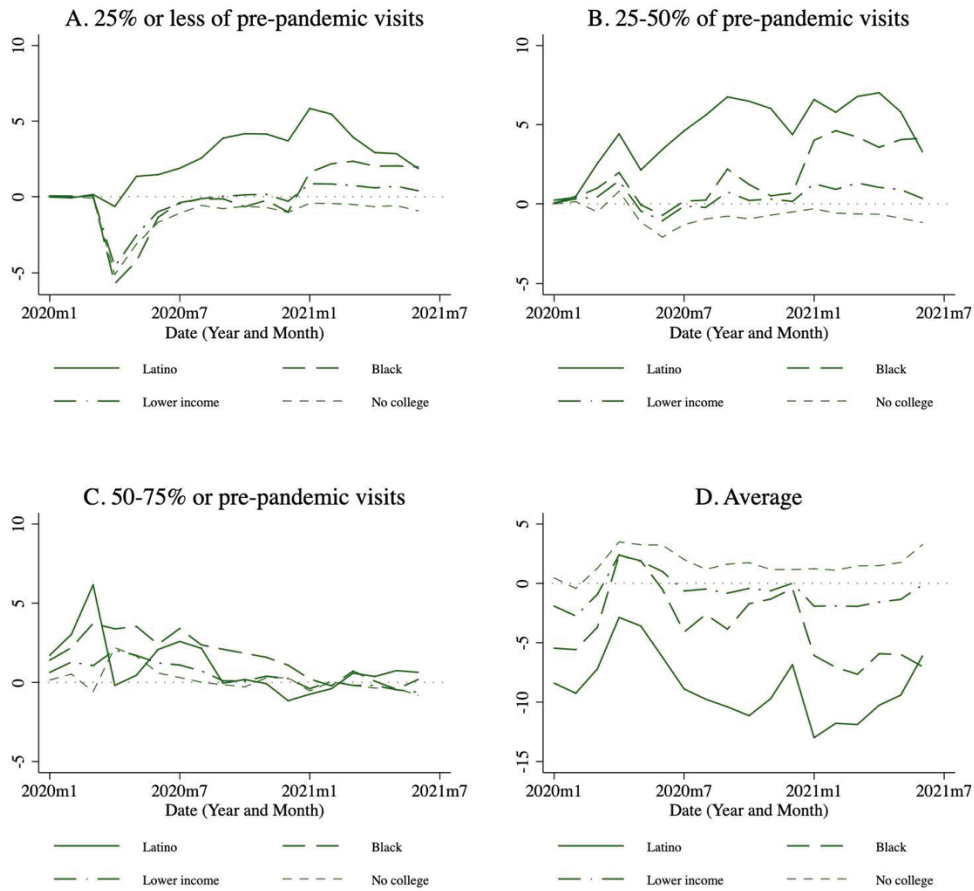 A. 25% or less of pre-pandemic visits
10
5
0
-5
2020m1
2020m7
2021m1
2021m7
Date (Year and Month)
Latino
Black
Lower income
No college
B. 25-50% of pre-pandemic visits
10
5
0
-5
2020m1
2020m7
2021m1
2021m7
Date (Year and Month)
Latino
Black
Lower income
No college
C. 50-75% or pre-pandemic visits
10
5
0
-5
2020m1
2020m7
2021m1
2021m7
Date (Year and Month)
Latino
Black
Lower income
No college
D. Average
5
0
-5
-10
-15
2020m1
2020m7
2021m1
2021m7
Date (Year and Month)
Latino
Black
Lower income
No college